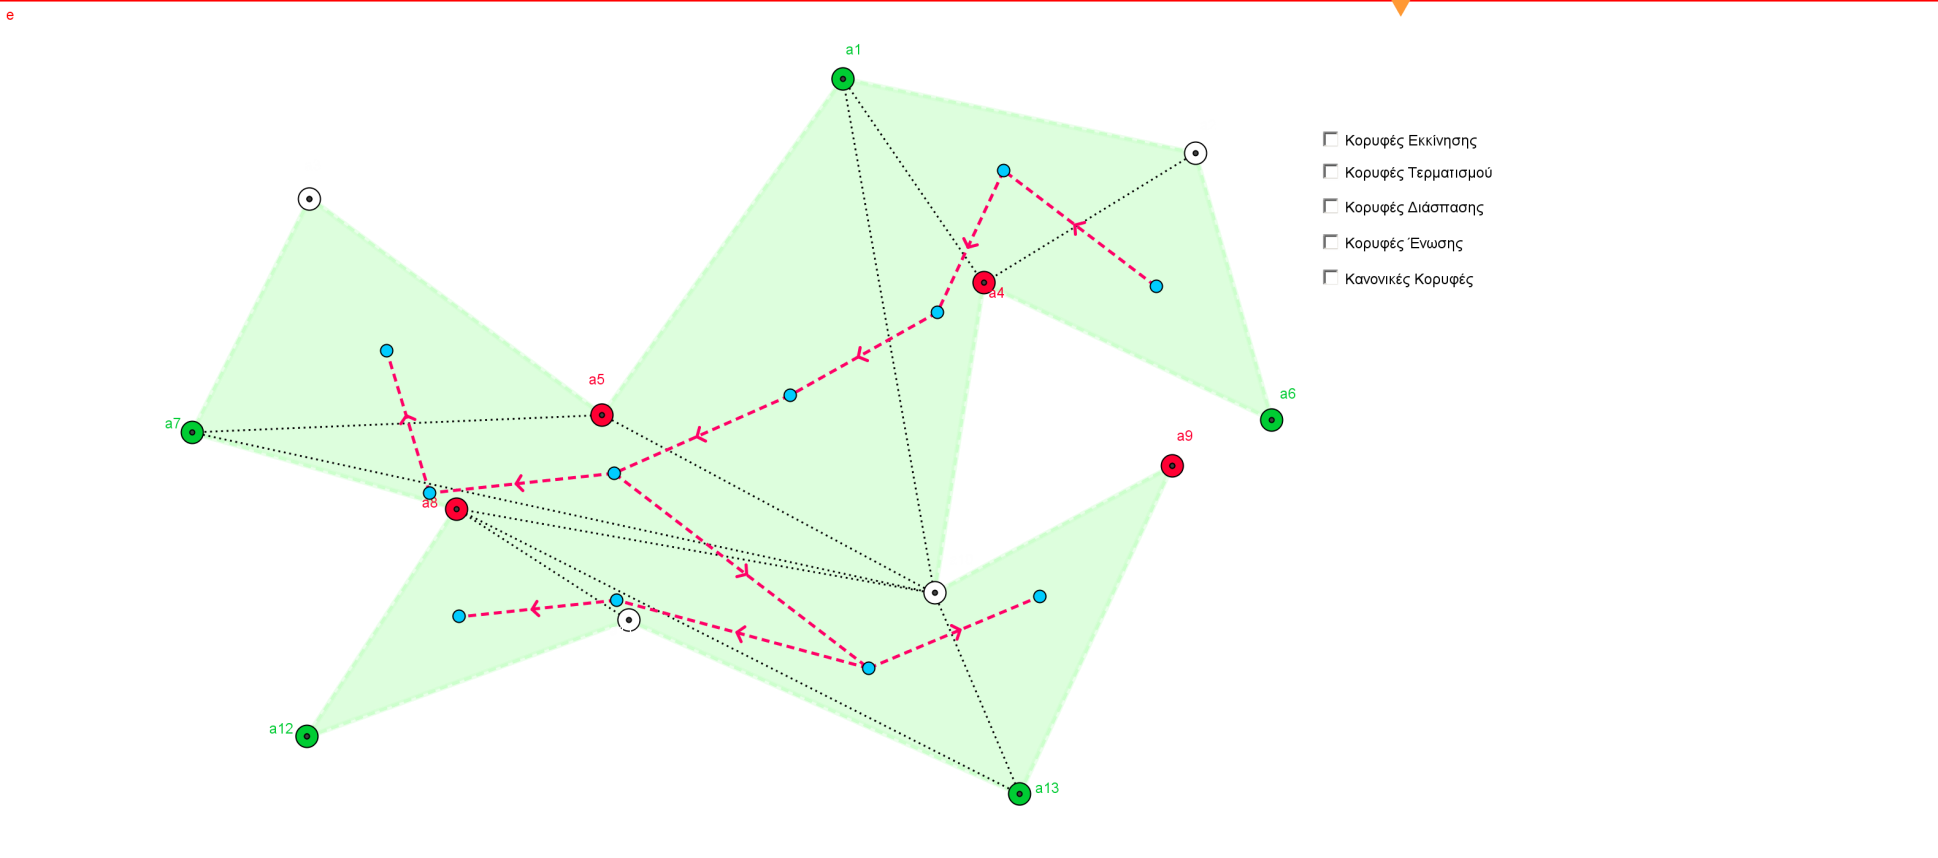 e
a1
Κορυφές Εκκίνησης
Κορυφές Τερματισμού
Κορυφές Διάσπασης
Κορυφές Ένωσης
Κανονικές Κορυφές
a4
a5
a6
a7
a9
a8
a12
a13